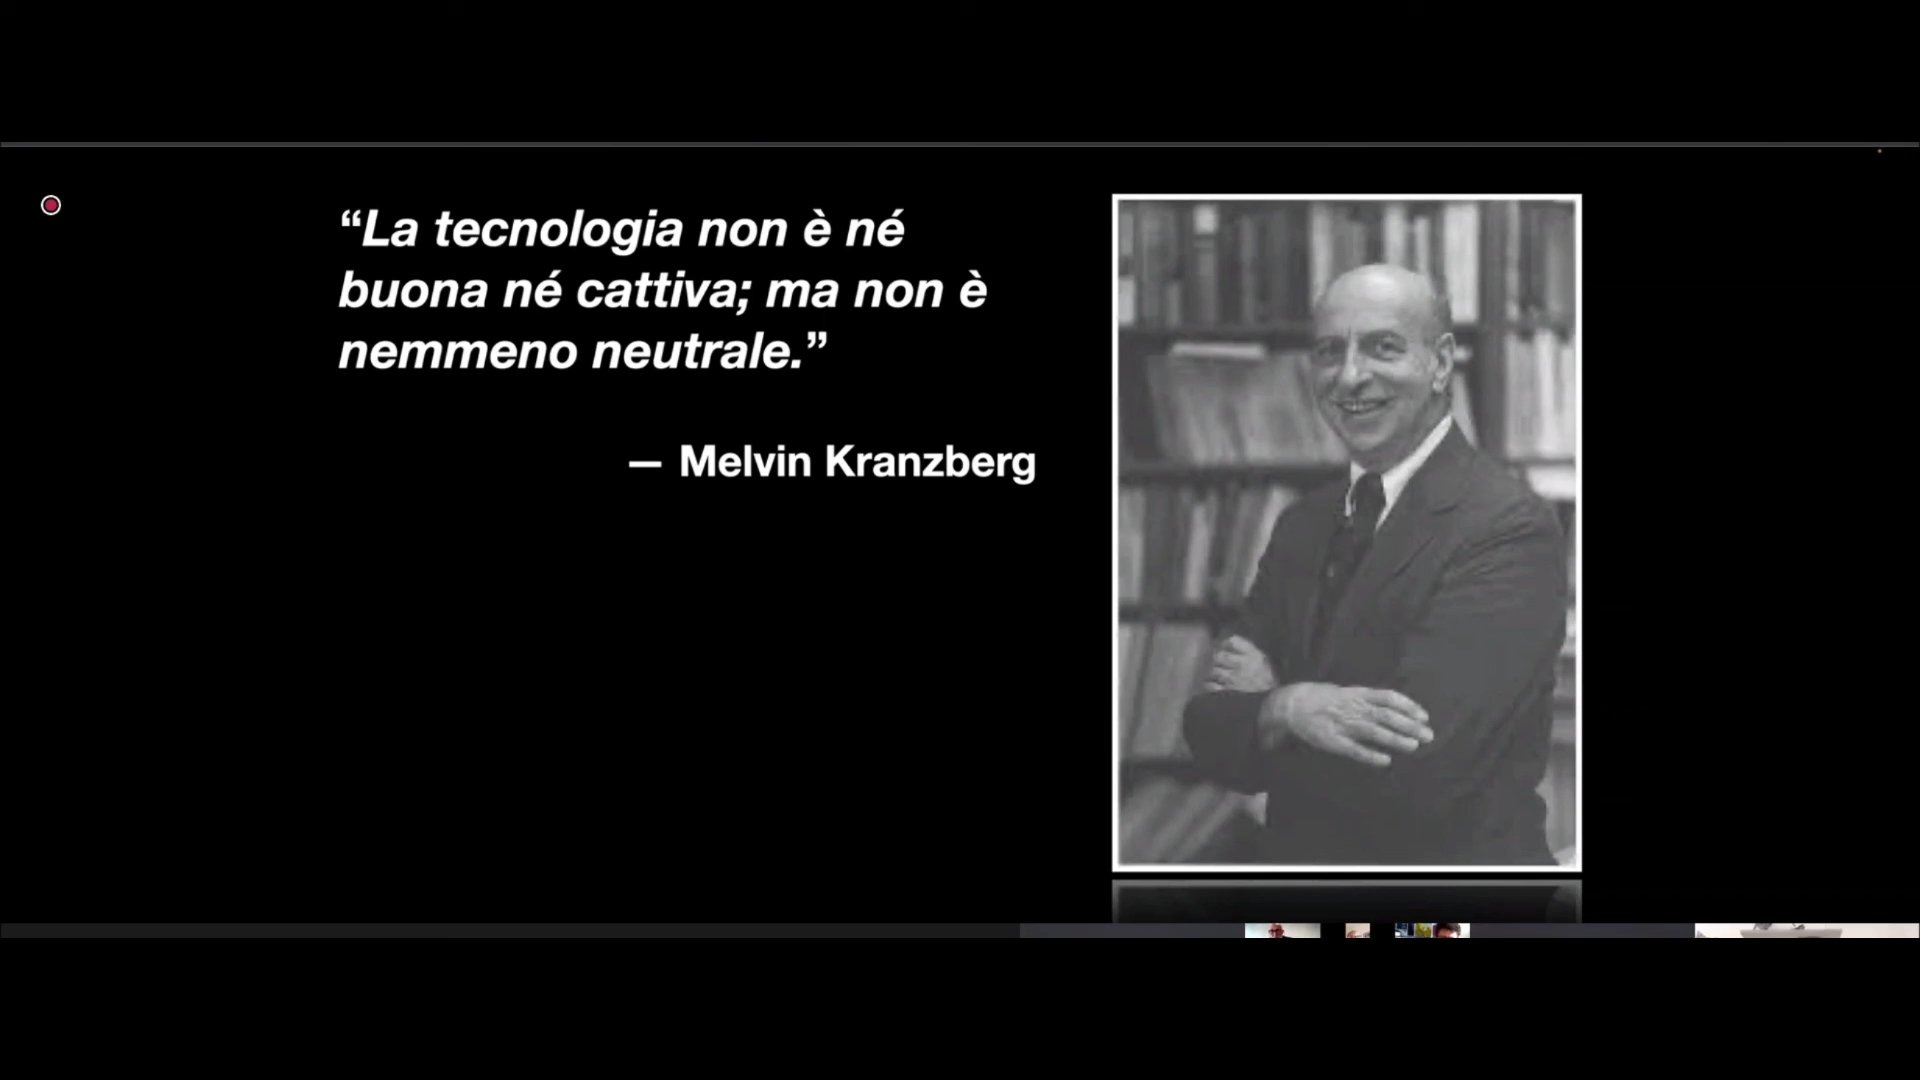 “La tecnologia non è né
buona né cattiva; ma non è
nemmeno neutrale.”
— Melvin Kranzberg